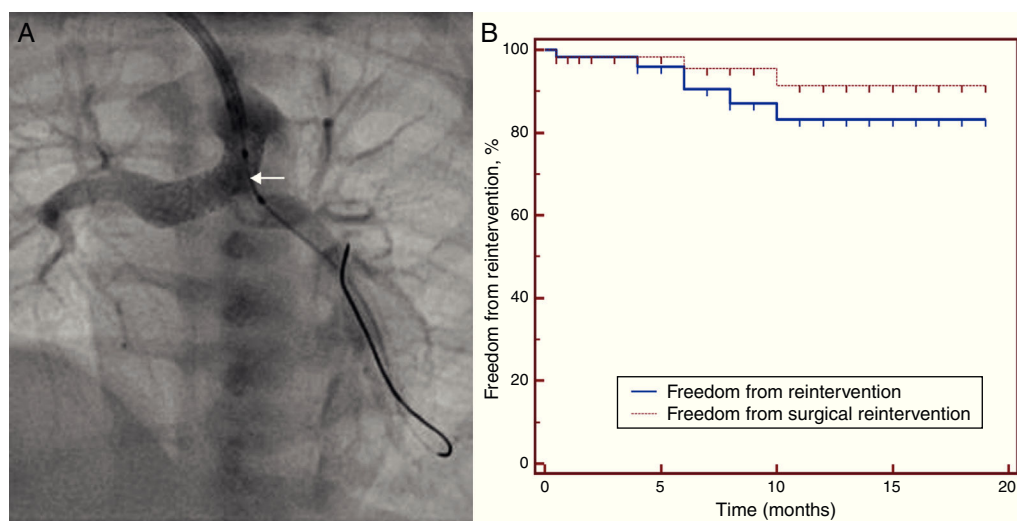 A
B
100
80
60
40
20
0
Freedom from reintervention, %
Freedom from reintervention
Freedom from surgical reintervention
0
5
10
15
20
Time (months)